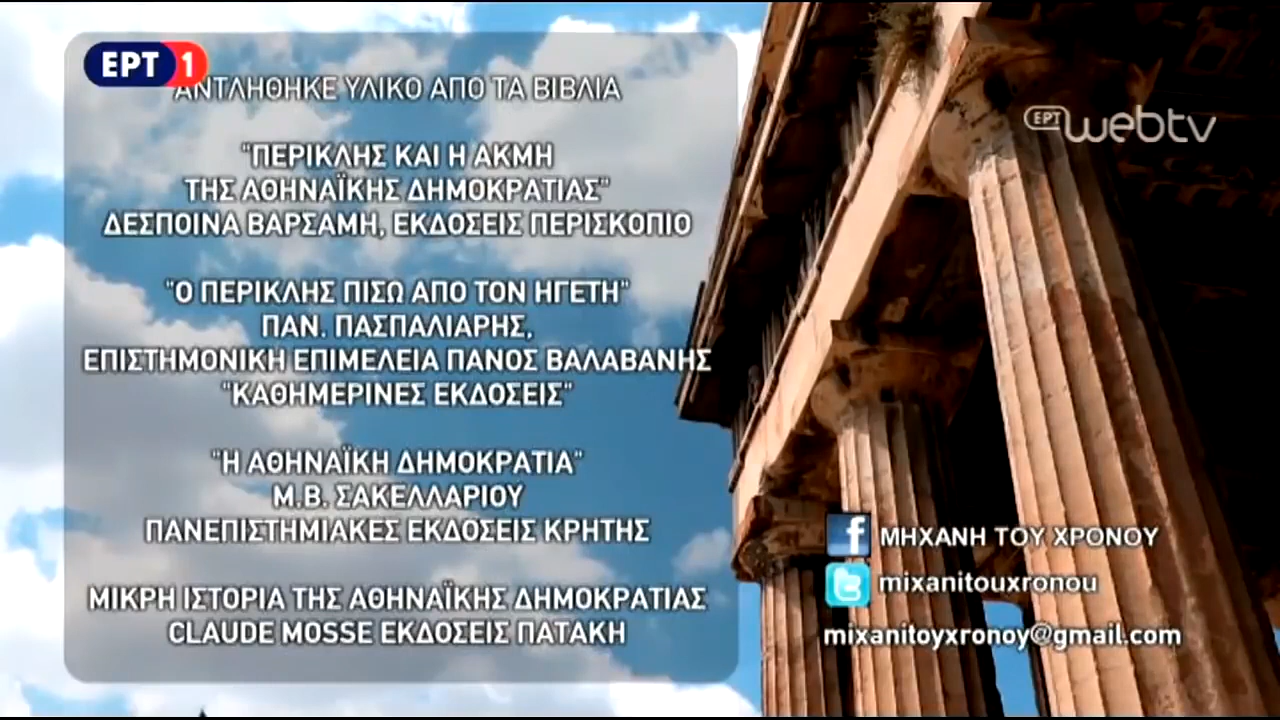 ΕΡΤ 1
ΑΝΤΛΗΘΗΚΕ ΥΛΙΚΟ ΑΠΟ ΤΑ ΒΙΒΛΙΑ
"ΠΕΡΙΚΛΗΣ ΚΑΙ Η ΑΚΜΗ
ΤΗΣ ΑΘΗΝΑΪΚΗΣ ΔΗΜΟΚΡΑΤΙΑΣ"
ΔΕΣΠΟΙΝΑ ΒΑΡΣΑΜΗ, ΕΚΔΟΣΕΙΣ ΠΕΡΙΣΚΟΠΙΟ
"Ο ΠΕΡΙΚΛΗΣ ΠΙΣΩ ΑΠΟ ΤΟΝ ΗΓΕΤΗ"
ΠΑΝ. ΠΑΣΠΑΛΙΑΡΗΣ,
ΕΠΙΣΤΗΜΟΝΙΚΗ ΕΠΙΜΕΛΕΙΑ ΠΑΝΟΣ ΒΑΛΑΒΑΝΗΣ
"ΚΑΘΗΜΕΡΙΝΕΣ ΕΚΔΟΣΕΙΣ"
"Η ΑΘΗΝΑΪΚΗ ΔΗΜΟΚΡΑΤΙΑ"
Μ.Β. ΣΑΚΕΛΛΑΡΙΟΥ
ΠΑΝΕΠΙΣΤΗΜΙΑΚΕΣ ΕΚΔΟΣΕΙΣ ΚΡΗΤΗΣ
ΜΙΚΡΗ ΙΣΤΟΡΙΑ ΤΗΣ ΑΘΗΝΑΪΚΗΣ ΔΗΜΟΚΡΑΤΙΑΣ
CLAUDE MOSSE ΕΚΔΟΣΕΙΣ ΠΑΤΑΚΗ
ΕΡΤ webtv
f ΜΗΧΑΝΗ ΤΟΥ ΧΡΟΝΟΥ
mixanitouxronou
mixanitoyxronoy@gmail.com